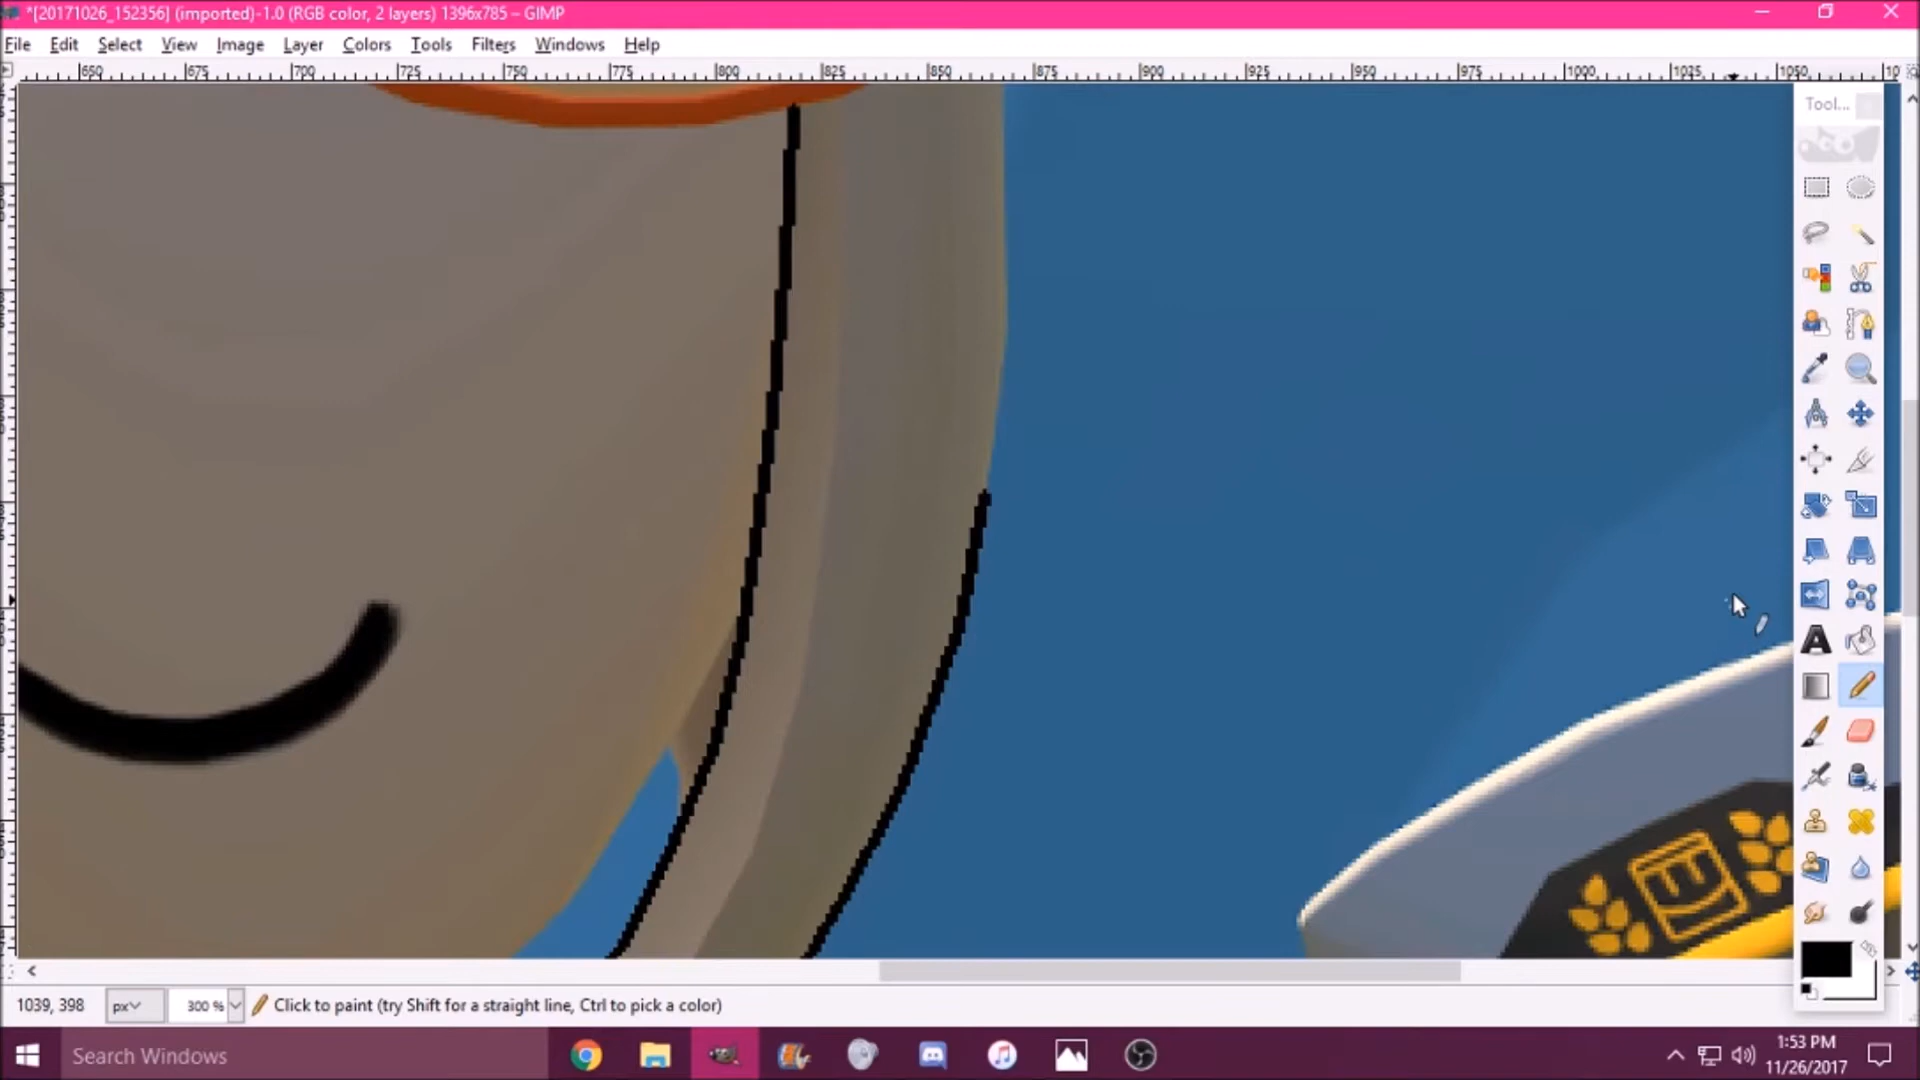 *[20171026_152356] (imported)-1.0 (RGB color, 2 layers) 1396x785 – GIMP
File Edit Select View Image Layer Colors Tools Filters Windows Help
650 675 700 725 750 775 800 825 850 875 900 925 950 975 1000 1025 1050 10
Tool...
1039, 398 px 300 % Click to paint (try Shift for a straight line, Ctrl to pick a color)
Search Windows
1:53 PM
11/26/2017